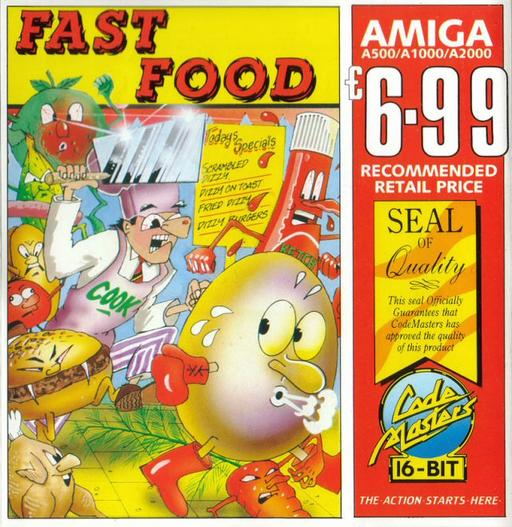 FAST
FOOD
Todays
Specials
SCRAMBLED
DIZZY
DIZZY ON TOAST
FRIED DIZZY
DIZZY BURGERS
COOK
AMIGA
A500/A1000/A2000
£6·99
RECOMMENDED
RETAIL PRICE
SEAL
OF
Quality
This seal Officially
Guarantees that
CodeMasters has
approved the quality
of this product
Code
Masters
16-BIT
THE·ACTION·STARTS·HERE·